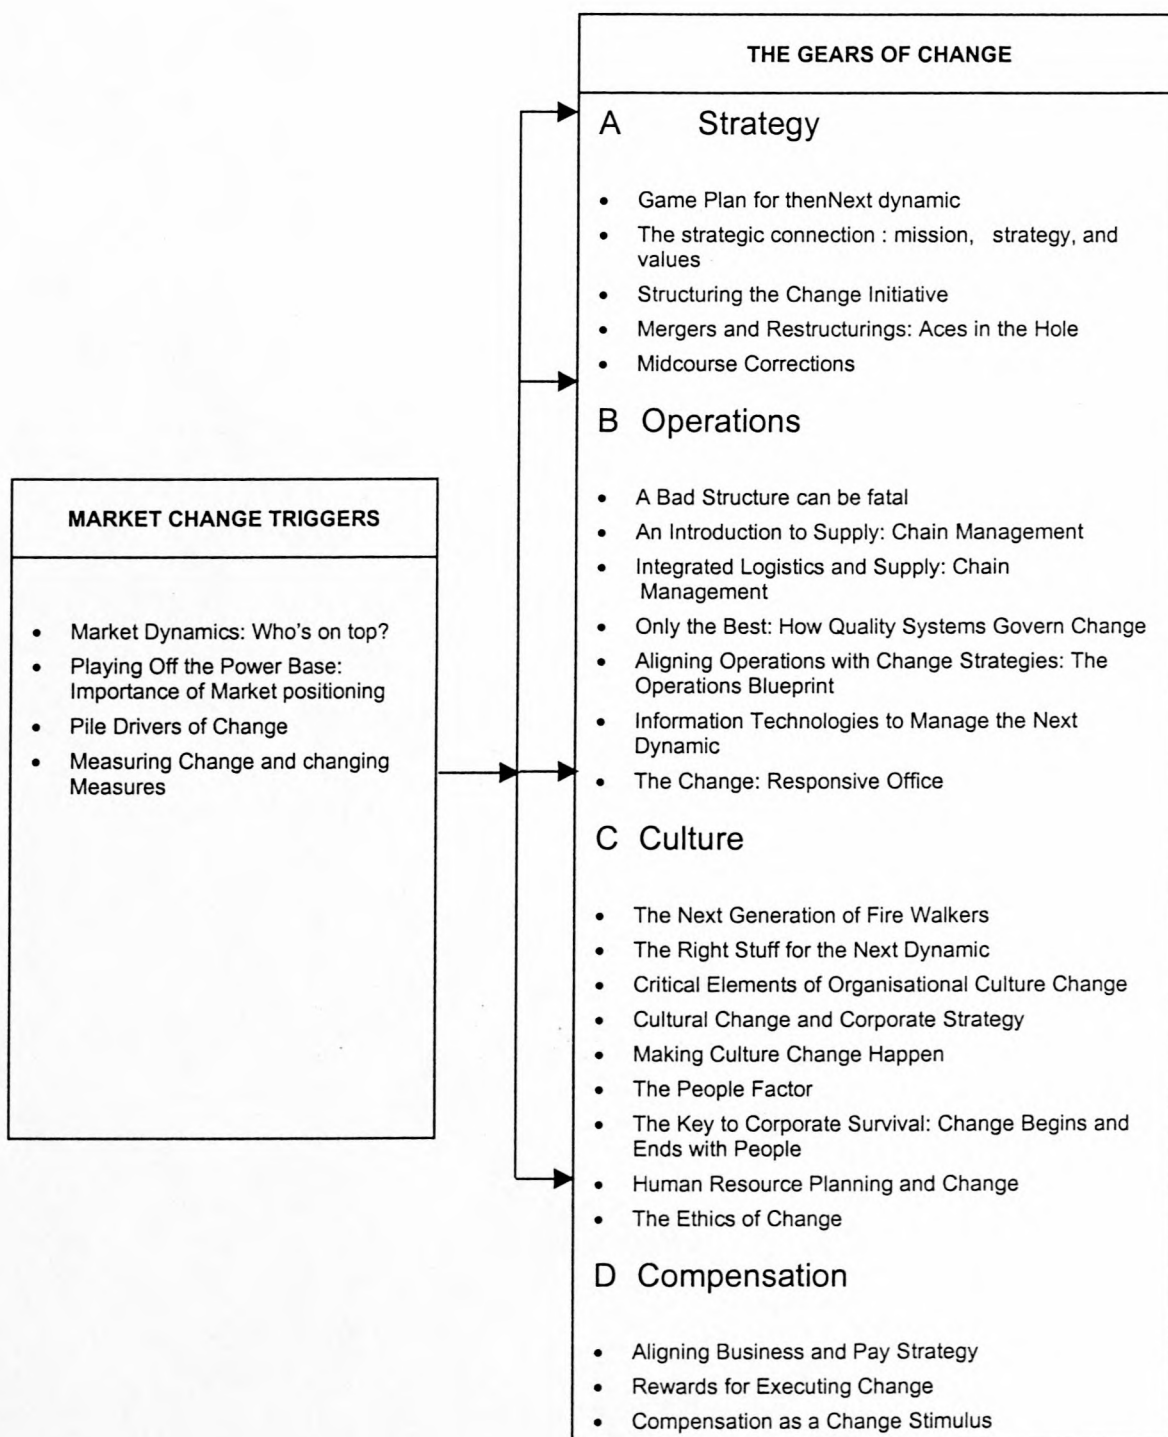 THE GEARS OF CHANGE
A Strategy
• Game Plan for thenNext dynamic
• The strategic connection : mission, strategy, and
values
• Structuring the Change Initiative
• Mergers and Restructurings: Aces in the Hole
• Midcourse Corrections
B Operations
• A Bad Structure can be fatal
• An Introduction to Supply: Chain Management
• Integrated Logistics and Supply: Chain
Management
• Only the Best: How Quality Systems Govern Change
• Aligning Operations with Change Strategies: The
Operations Blueprint
• Information Technologies to Manage the Next
Dynamic
• The Change: Responsive Office
C Culture
• The Next Generation of Fire Walkers
• The Right Stuff for the Next Dynamic
• Critical Elements of Organisational Culture Change
• Cultural Change and Corporate Strategy
• Making Culture Change Happen
• The People Factor
• The Key to Corporate Survival: Change Begins and
Ends with People
• Human Resource Planning and Change
• The Ethics of Change
D Compensation
• Aligning Business and Pay Strategy
• Rewards for Executing Change
• Compensation as a Change Stimulus
MARKET CHANGE TRIGGERS
• Market Dynamics: Who's on top?
• Playing Off the Power Base:
Importance of Market positioning
• Pile Drivers of Change
• Measuring Change and changing
Measures